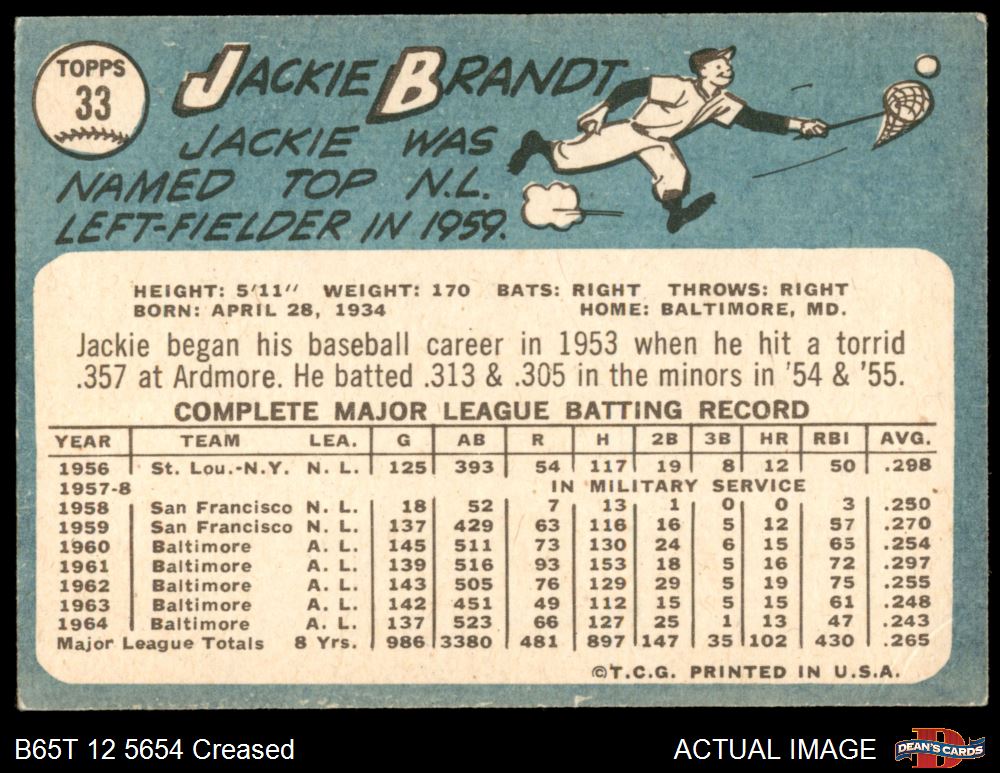 TOPPS
33
JACKIE BRANDT
JACKIE WAS
NAMED TOP N.L.
LEFT-FIELDER IN 1959.
HEIGHT: 5'11" WEIGHT: 170 BATS: RIGHT THROWS: RIGHT
BORN: APRIL 28, 1934 HOME: BALTIMORE, MD.
Jackie began his baseball career in 1953 when he hit a torrid
.357 at Ardmore. He batted .313 & .305 in the minors in '54 & '55.
COMPLETE MAJOR LEAGUE BATTING RECORD
YEAR TEAM LEA. G AB R H 2B 3B HR RBI AVG.
1956 St. Lou.-N.Y. N. L. 125 393 54 117 19 8 12 50 .298
1957-8 IN MILITARY SERVICE
1958 San Francisco N. L. 18 52 7 13 1 0 0 3 .250
1959 San Francisco N. L. 137 429 63 116 16 5 12 57 .270
1960 Baltimore A. L. 145 511 73 130 24 6 15 65 .254
1961 Baltimore A. L. 139 516 93 153 18 5 16 72 .297
1962 Baltimore A. L. 143 505 76 129 29 5 19 75 .255
1963 Baltimore A. L. 142 451 49 112 15 5 15 61 .248
1964 Baltimore A. L. 137 523 66 127 25 1 13 47 .243
Major League Totals 8 Yrs. 986 3380 481 897 147 35 102 430 .265
©T.C.G. PRINTED IN U.S.A.
B65T 12 5654 Creased ACTUAL IMAGE
D
DEAN'S CARDS